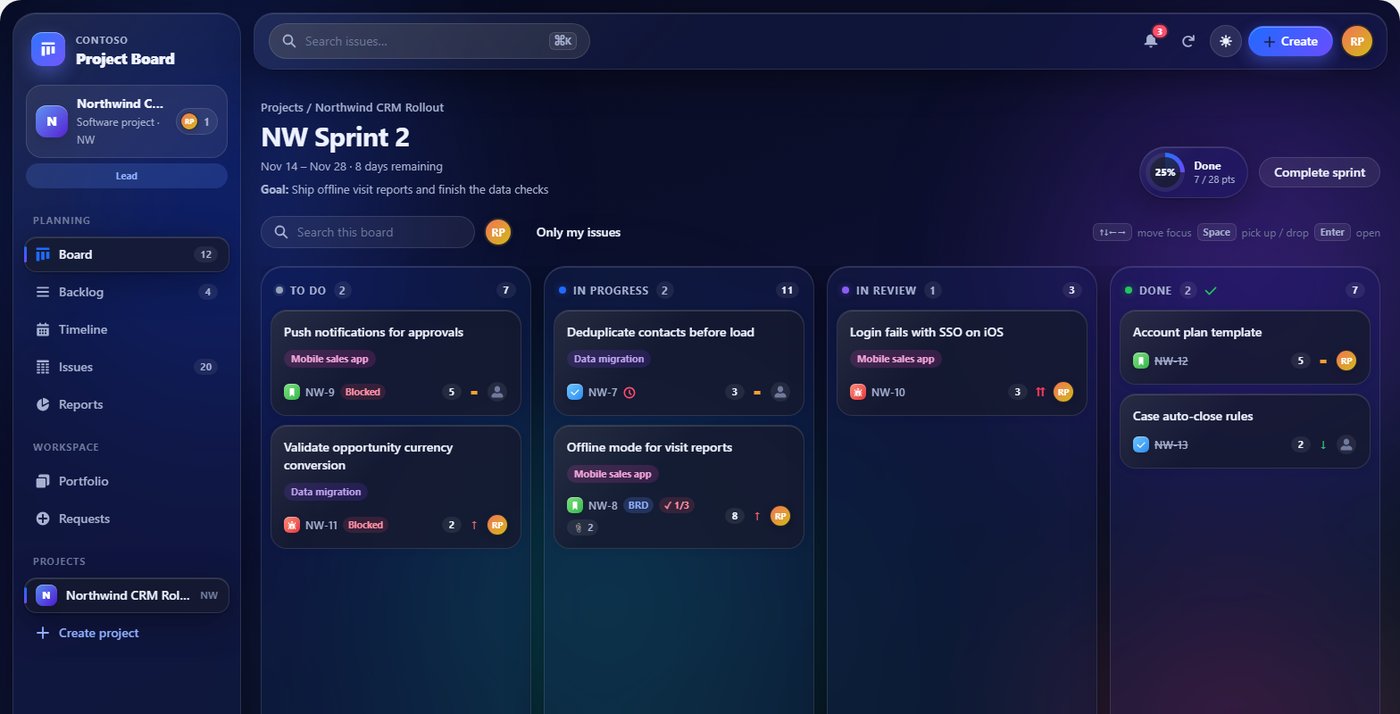 CONTOSO
Project Board
Northwind C...
Software project ·
NW
RP 1
N
Lead
PLANNING
Board 12
Backlog 4
Timeline
Issues 20
Reports
WORKSPACE
Portfolio
Requests
PROJECTS
N Northwind CRM Rol... NW
Create project
Search issues... ⌘K
3
+ Create
RP
Projects / Northwind CRM Rollout
NW Sprint 2
Nov 14 – Nov 28 · 8 days remaining
Goal: Ship offline visit reports and finish the data checks
25% Done
7 / 28 pts
Complete sprint
Search this board
RP
Only my issues
↑↓←→ move focus Space pick up / drop Enter open
TO DO 2 7
Push notifications for approvals
Mobile sales app
NW-9 Blocked 5
Validate opportunity currency
conversion
Data migration
NW-11 Blocked 2 ↑ RP
IN PROGRESS 2 11
Deduplicate contacts before load
Data migration
NW-7 3
Offline mode for visit reports
Mobile sales app
NW-8 BRD ✓ 1/3 8 ↑ RP
2
IN REVIEW 1 3
Login fails with SSO on iOS
Mobile sales app
NW-10 3 ⇈ RP
DONE 2 ✓ 7
Account plan template
NW-12 5 RP
Case auto-close rules
NW-13 2 ↓